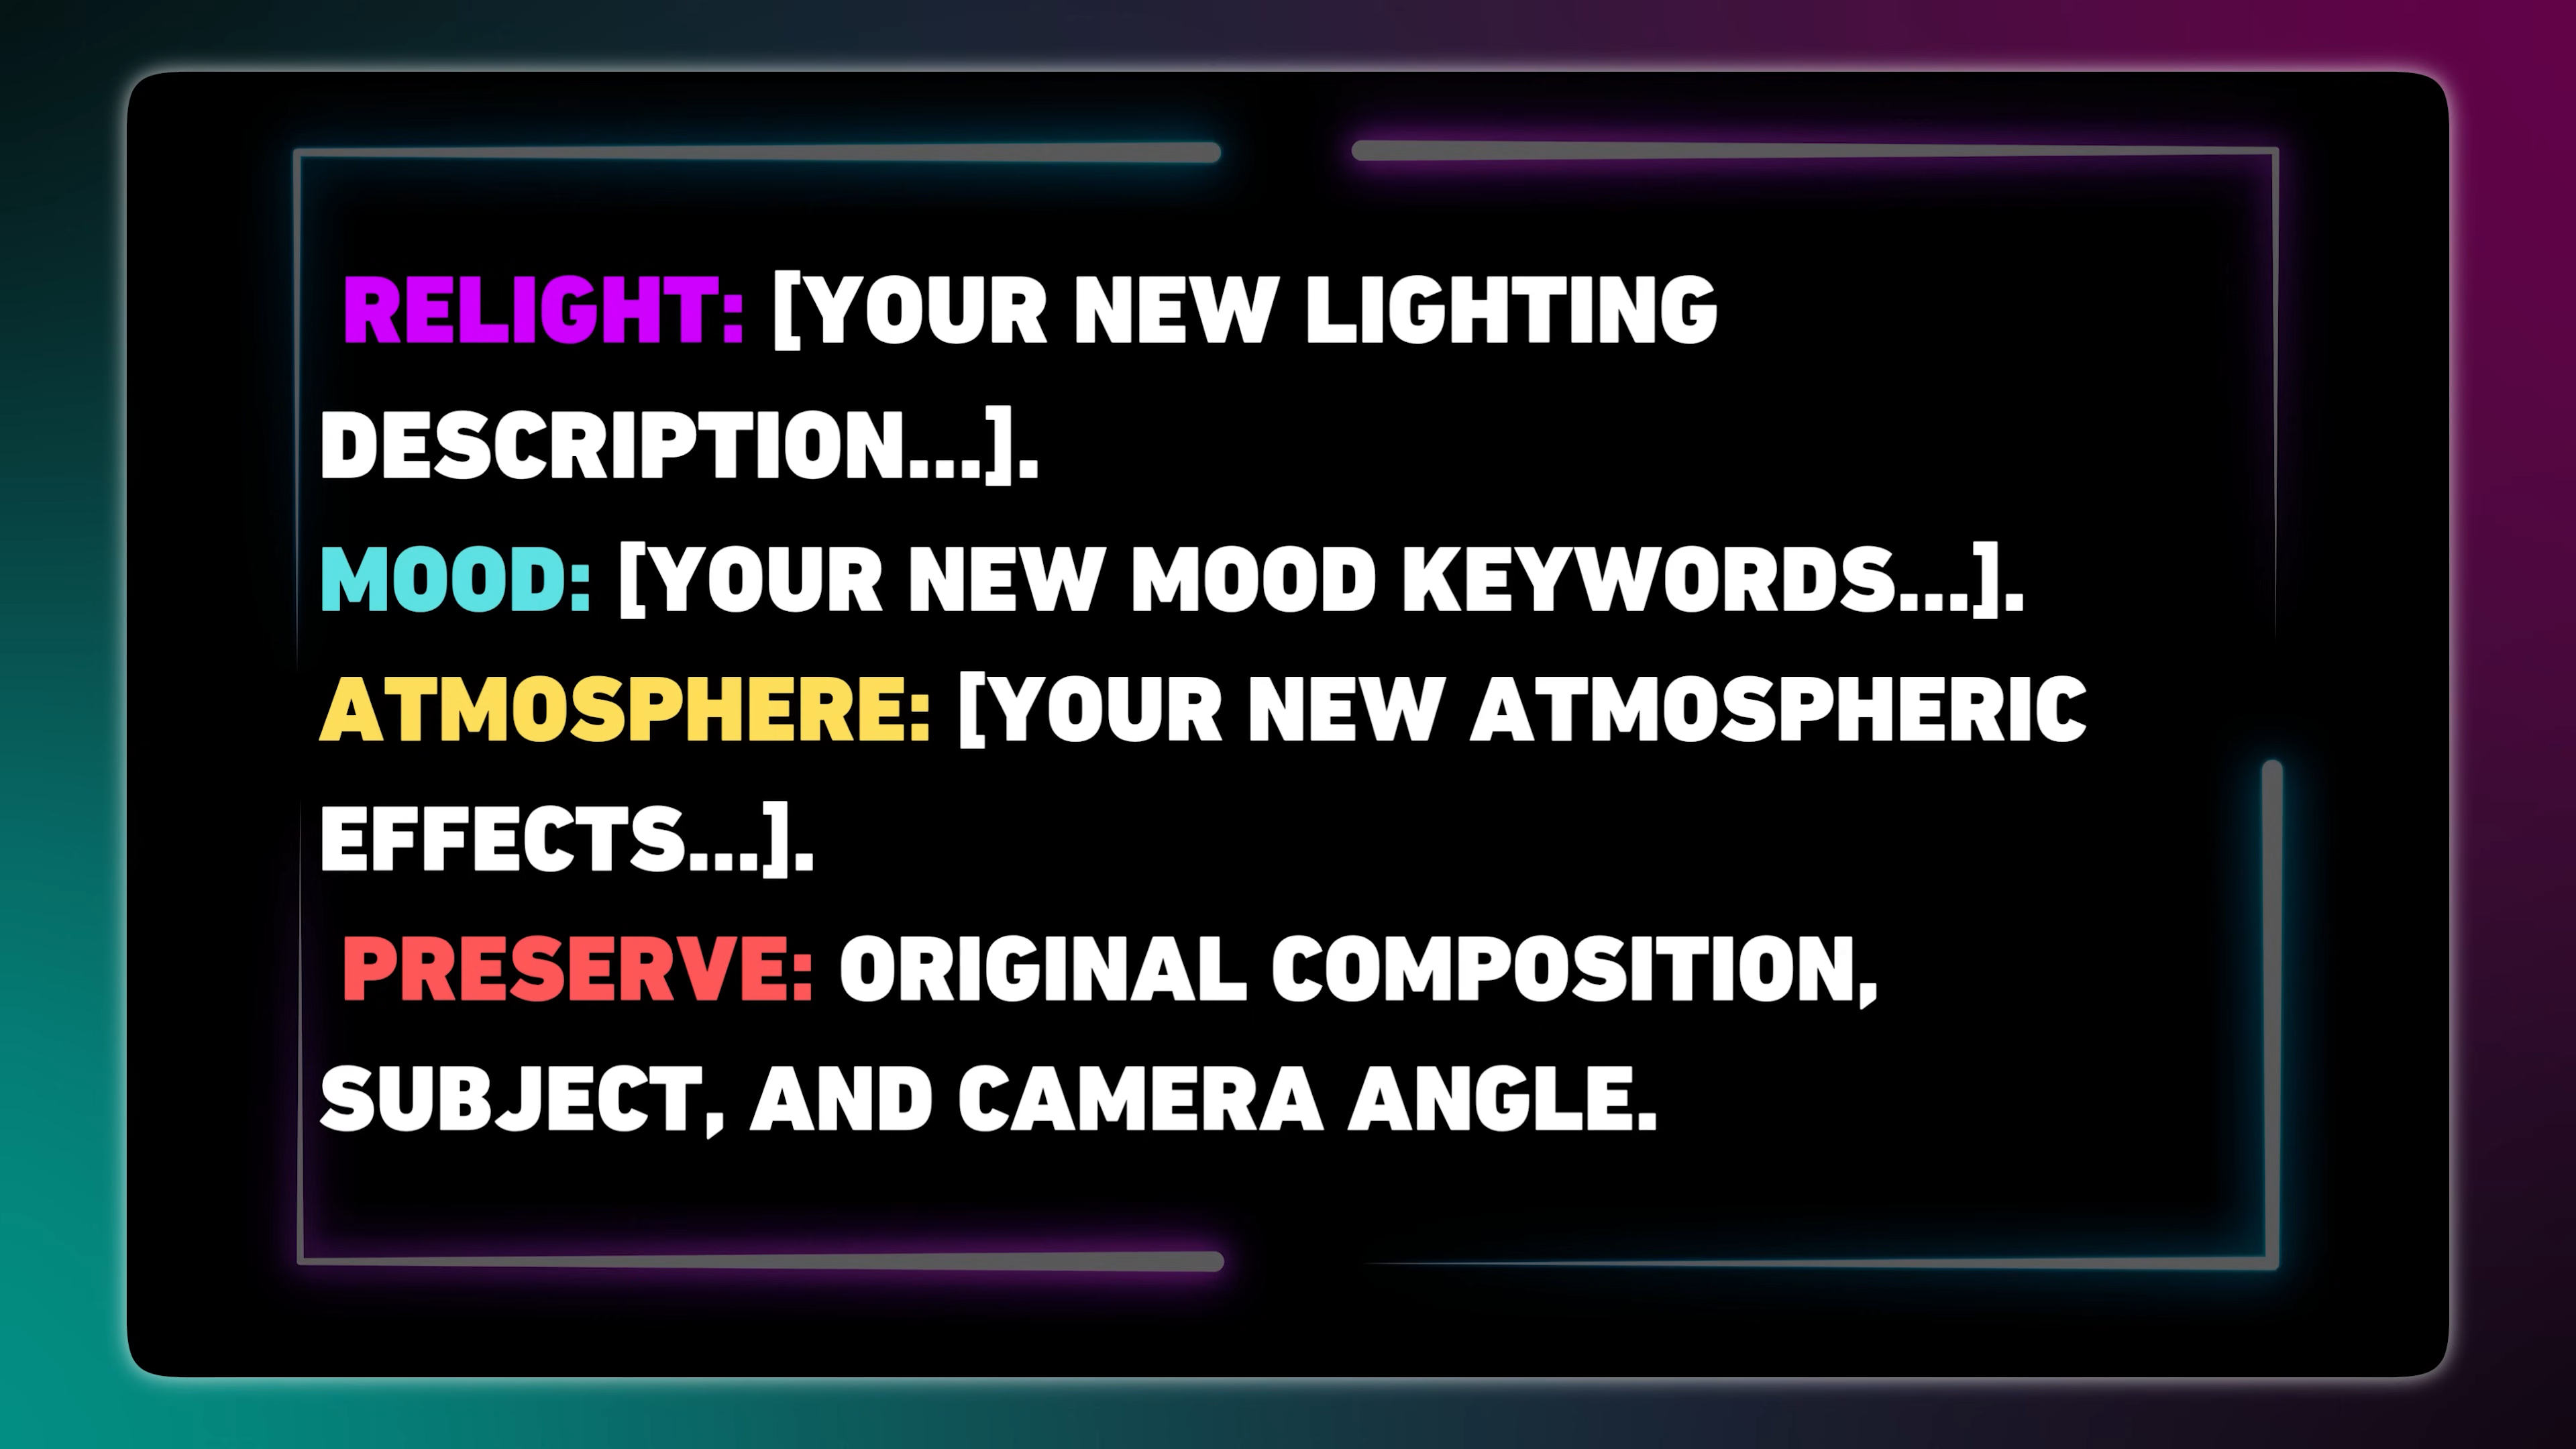 RELIGHT: [YOUR NEW LIGHTING
DESCRIPTION...].
MOOD: [YOUR NEW MOOD KEYWORDS...].
ATMOSPHERE: [YOUR NEW ATMOSPHERIC
EFFECTS...].
PRESERVE: ORIGINAL COMPOSITION,
SUBJECT, AND CAMERA ANGLE.